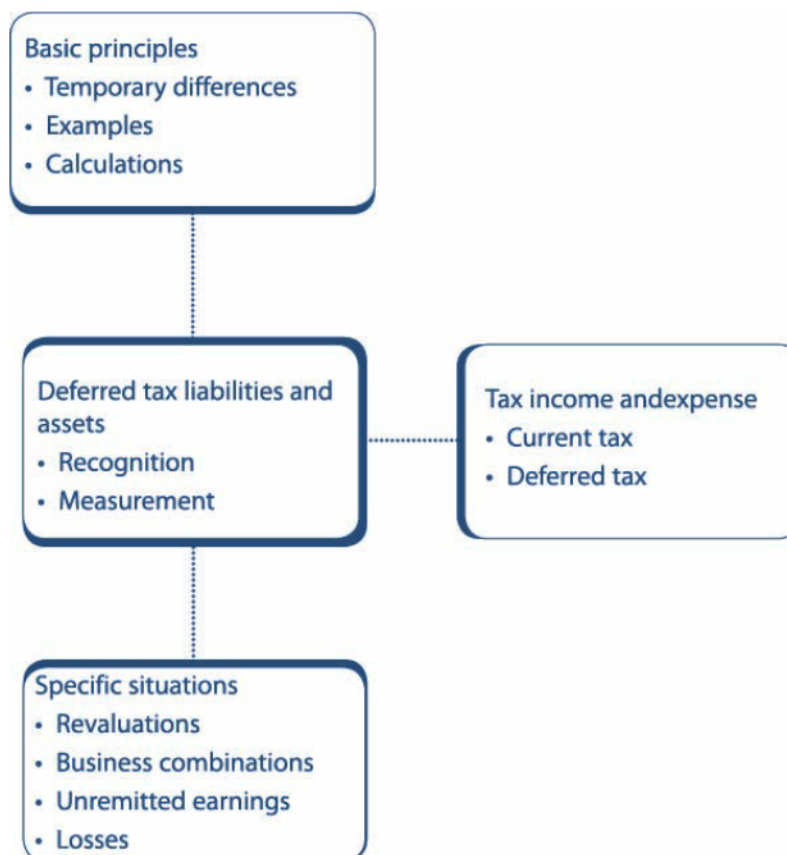 Basic principles
• Temporary differences
• Examples
• Calculations
Deferred tax liabilities and
assets
• Recognition
• Measurement
Tax income andexpense
• Current tax
• Deferred tax
Specific situations
• Revaluations
• Business combinations
• Unremitted earnings
• Losses